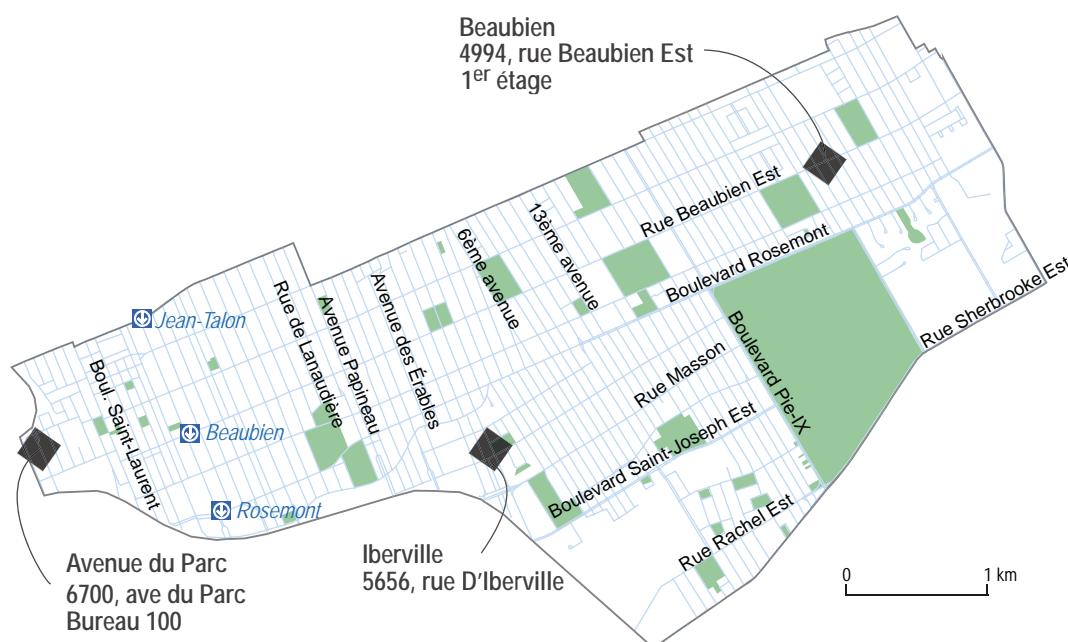 Beaubien
4994, rue Beaubien Est
1er étage
Rue Beaubien Est
13ème avenue
6ème avenue
Boulevard Rosemont
Rue Sherbrooke Est
Avenue des Érables
Avenue Papineau
Rue de Lanaudière
Jean-Talon
Boulevard Pie-IX
Rue Masson
Boul. Saint-Laurent
Beaubien
Boulevard Saint-Joseph Est
Rosemont
Rue Rachel Est
Avenue du Parc
6700, ave du Parc
Bureau 100
Iberville
5656, rue D'Iberville
0 1 km